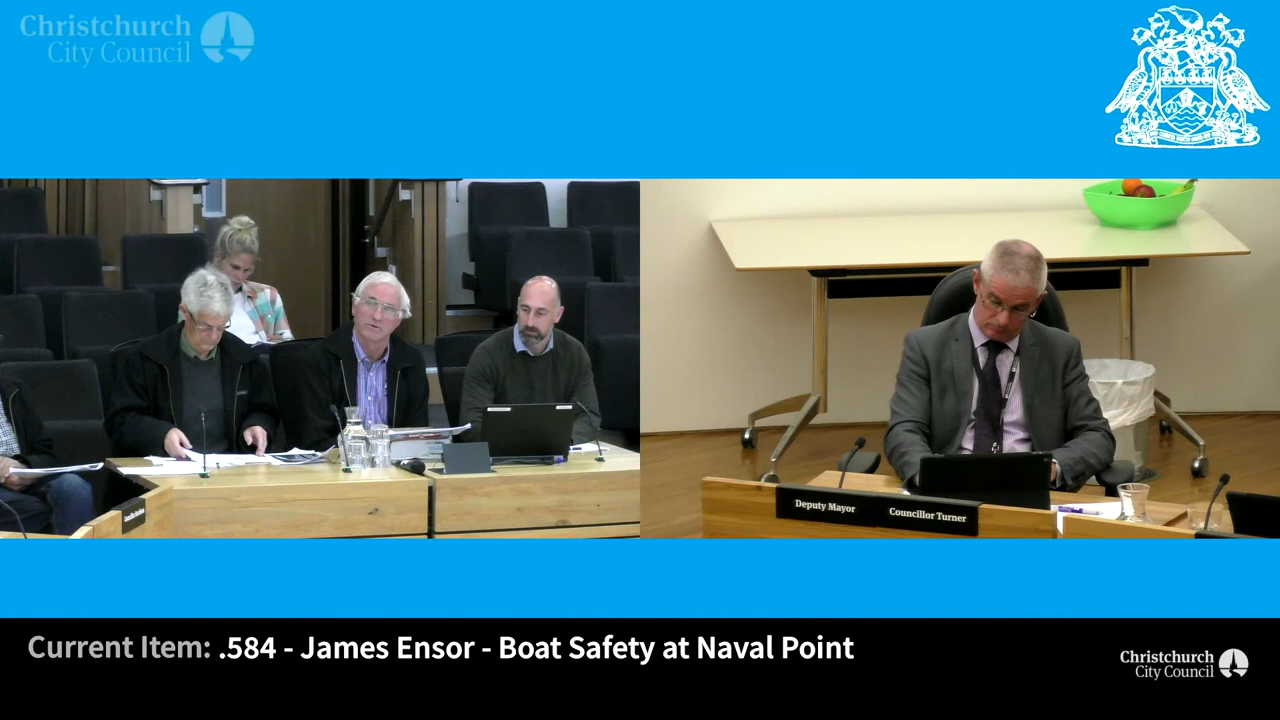 Christchurch
City Council
Deputy Mayor
Councillor Turner
Current Item: .584 - James Ensor - Boat Safety at Naval Point
Christchurch
City Council